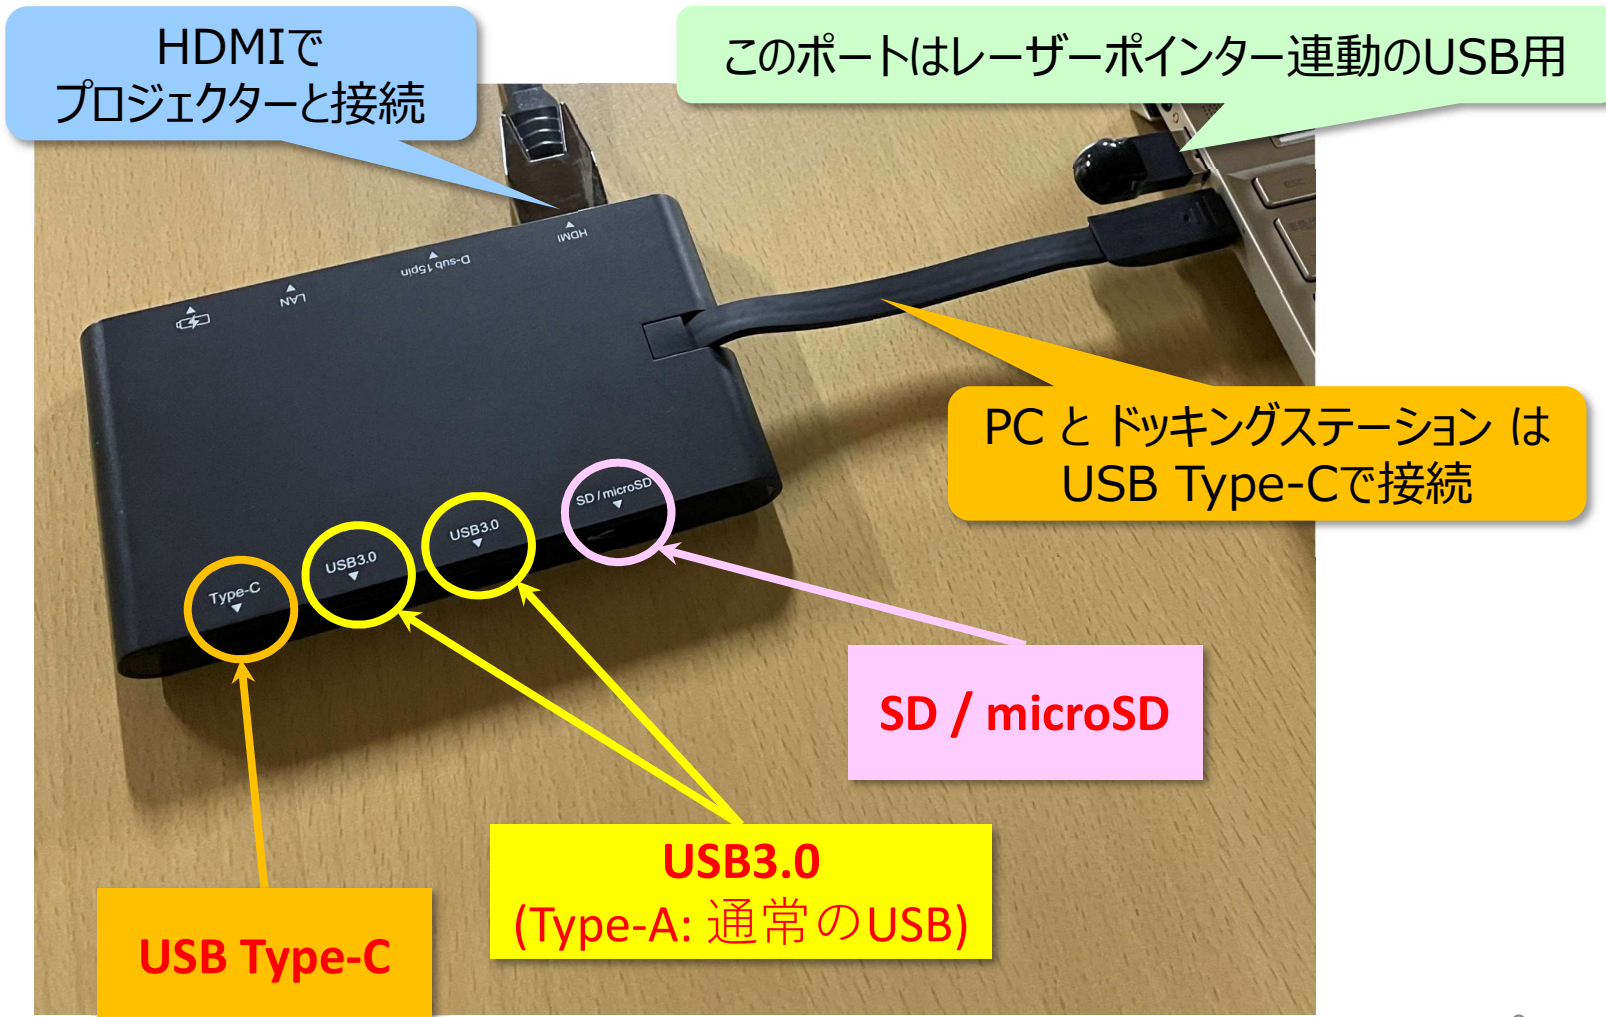 HDMIで
プロジェクターと接続
このポートはレーザーポインター連動のUSB用
HDMI
D-sub15pin
LAN
PC と ドッキングステーション は
USB Type-Cで接続
SD/microSD
USB3.0
USB3.0
Type-C
SD / microSD
USB3.0
(Type-A: 通常のUSB)
USB Type-C